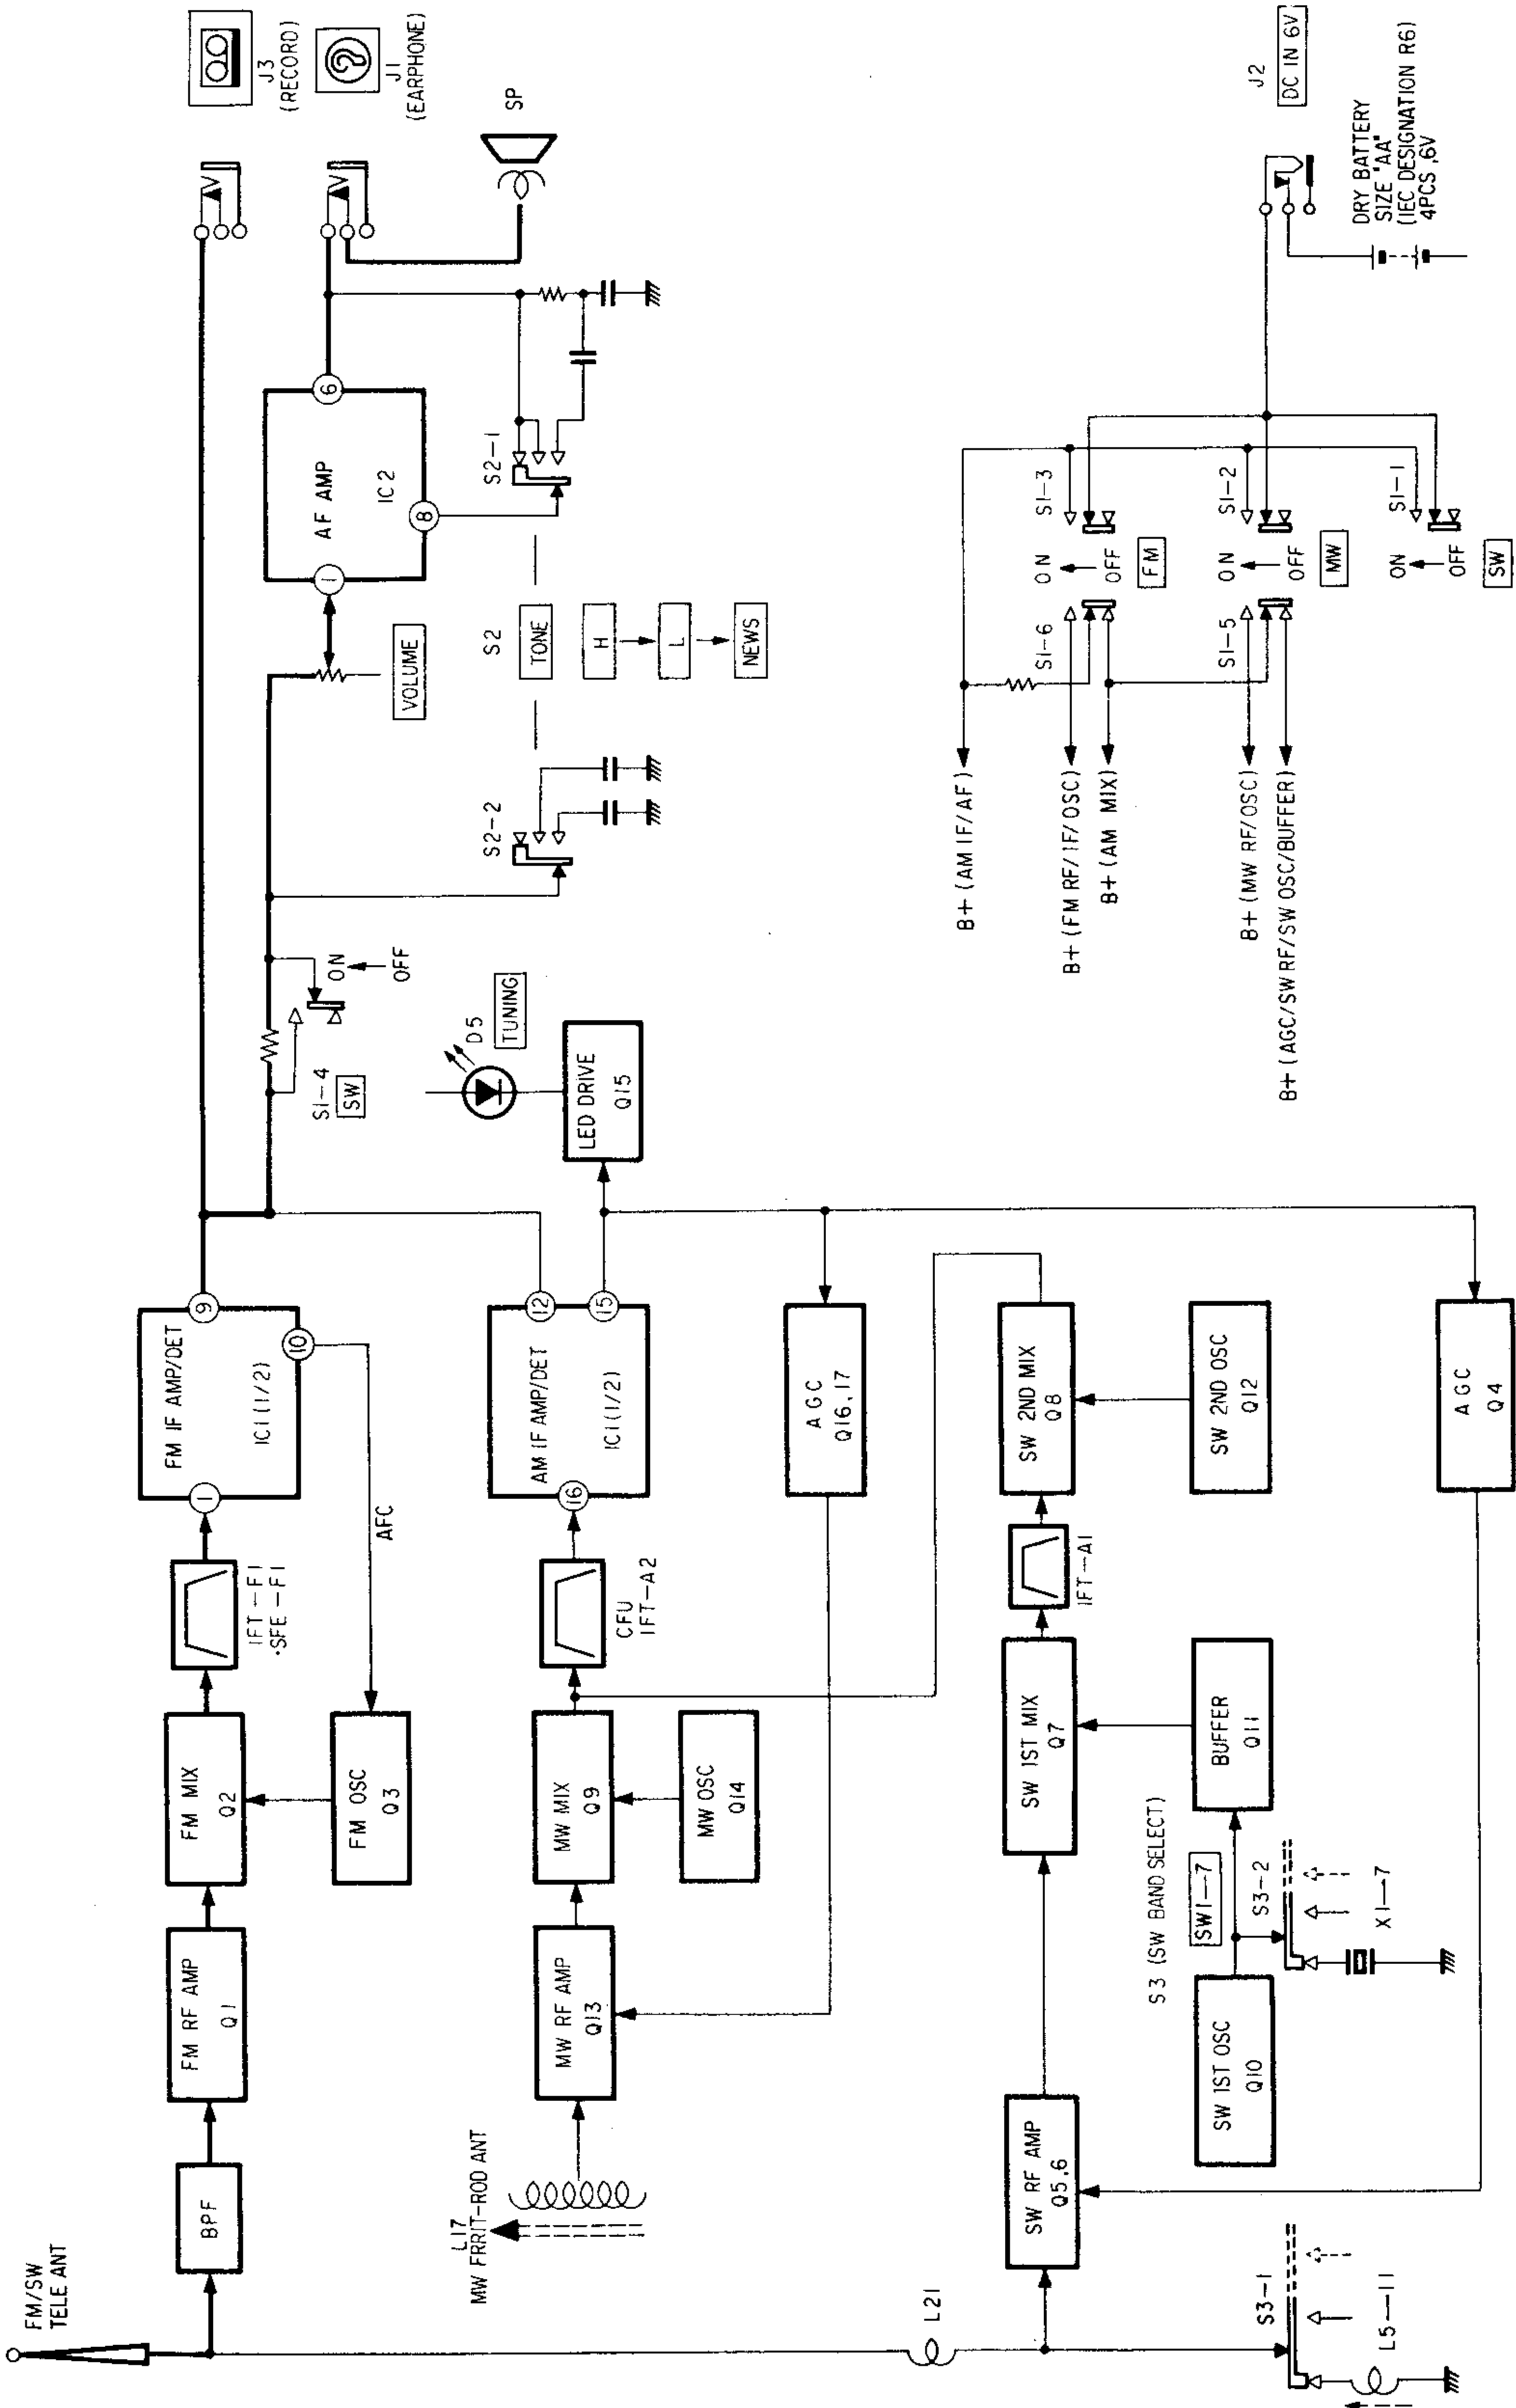 FM/SW
TELE ANT
BPF
FM RF AMP
Q1
FM MIX
Q2
FM OSC
Q3
IFT-F1
·SFE-F1
AFC
1
FM IF AMP/DET
IC1(1/2)
9
10
L17
MW FRRIT-ROD ANT
MW RF AMP
Q13
MW MIX
Q9
MW OSC
Q14
CFU
IFT-A2
16
AM IF AMP/DET
IC1(1/2)
12
15
AGC
Q16,17
LED DRIVE
Q15
D5
TUNING
S1-4
SW
ON
OFF
S2-2
S2
TONE
H
L
NEWS
VOLUME
1
AF AMP
IC2
6
8
S2-1
J3
(RECORD)
J1
(EARPHONE)
SP
L21
S3-1
L5—11
SW RF AMP
Q5,6
SW 1ST MIX
Q7
IFT-A1
SW 2ND MIX
Q8
SW 2ND OSC
Q12
S3 (SW BAND SELECT)
SW1—7
S3-2
X1—7
SW 1ST OSC
Q10
BUFFER
Q11
AGC
Q4
B+ (AM IF/AF)
B+ (FM RF/IF/OSC)
B+ (AM MIX)
B+ (MW RF/OSC)
B+ (AGC/SW RF/SW OSC/BUFFER)
S1-6
ON
OFF
FM
S1-3
S1-5
ON
OFF
MW
S1-2
ON
OFF
SW
S1-1
J2
DC IN 6V
DRY BATTERY
SIZE "AA"
(IEC DESIGNATION R6)
4PCS,6V